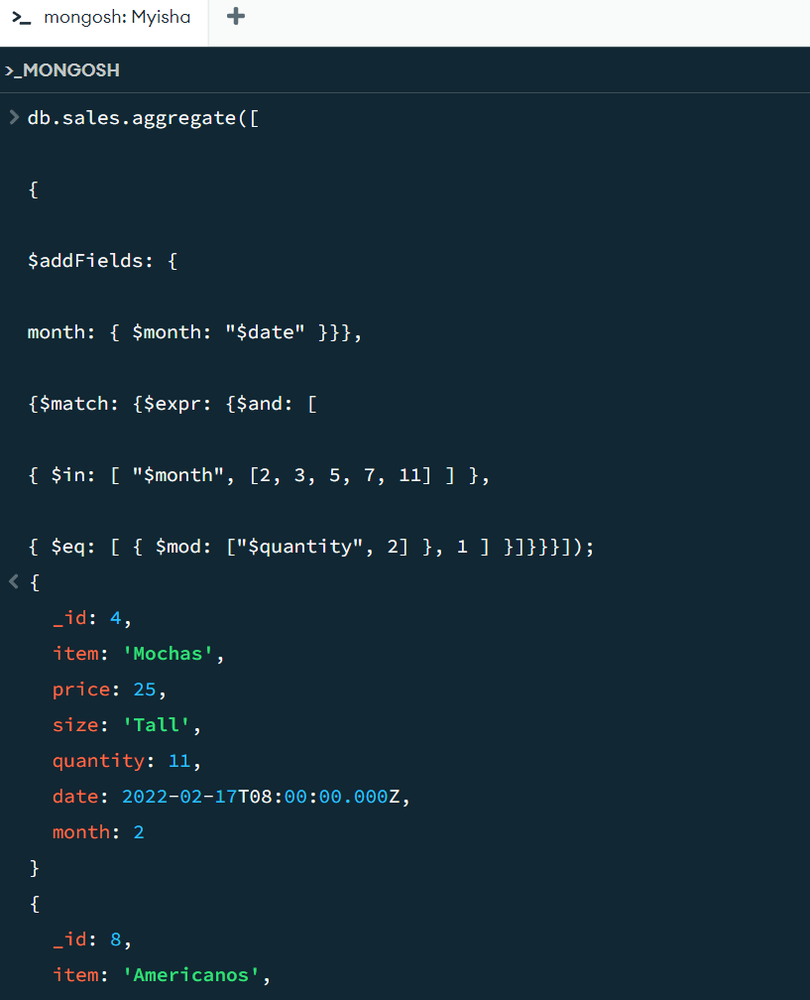 >_ mongosh: Myisha +
>_MONGOSH
> db.sales.aggregate([
{
$addFields: {
month: { $month: "$date" }}},
{$match: {$expr: {$and: [
{ $in: [ "$month", [2, 3, 5, 7, 11] ] },
{ $eq: [ { $mod: ["$quantity", 2] }, 1 ] }]}}}]);
< {
_id: 4,
item: 'Mochas',
price: 25,
size: 'Tall',
quantity: 11,
date: 2022-02-17T08:00:00.000Z,
month: 2
}
{
_id: 8,
item: 'Americanos',